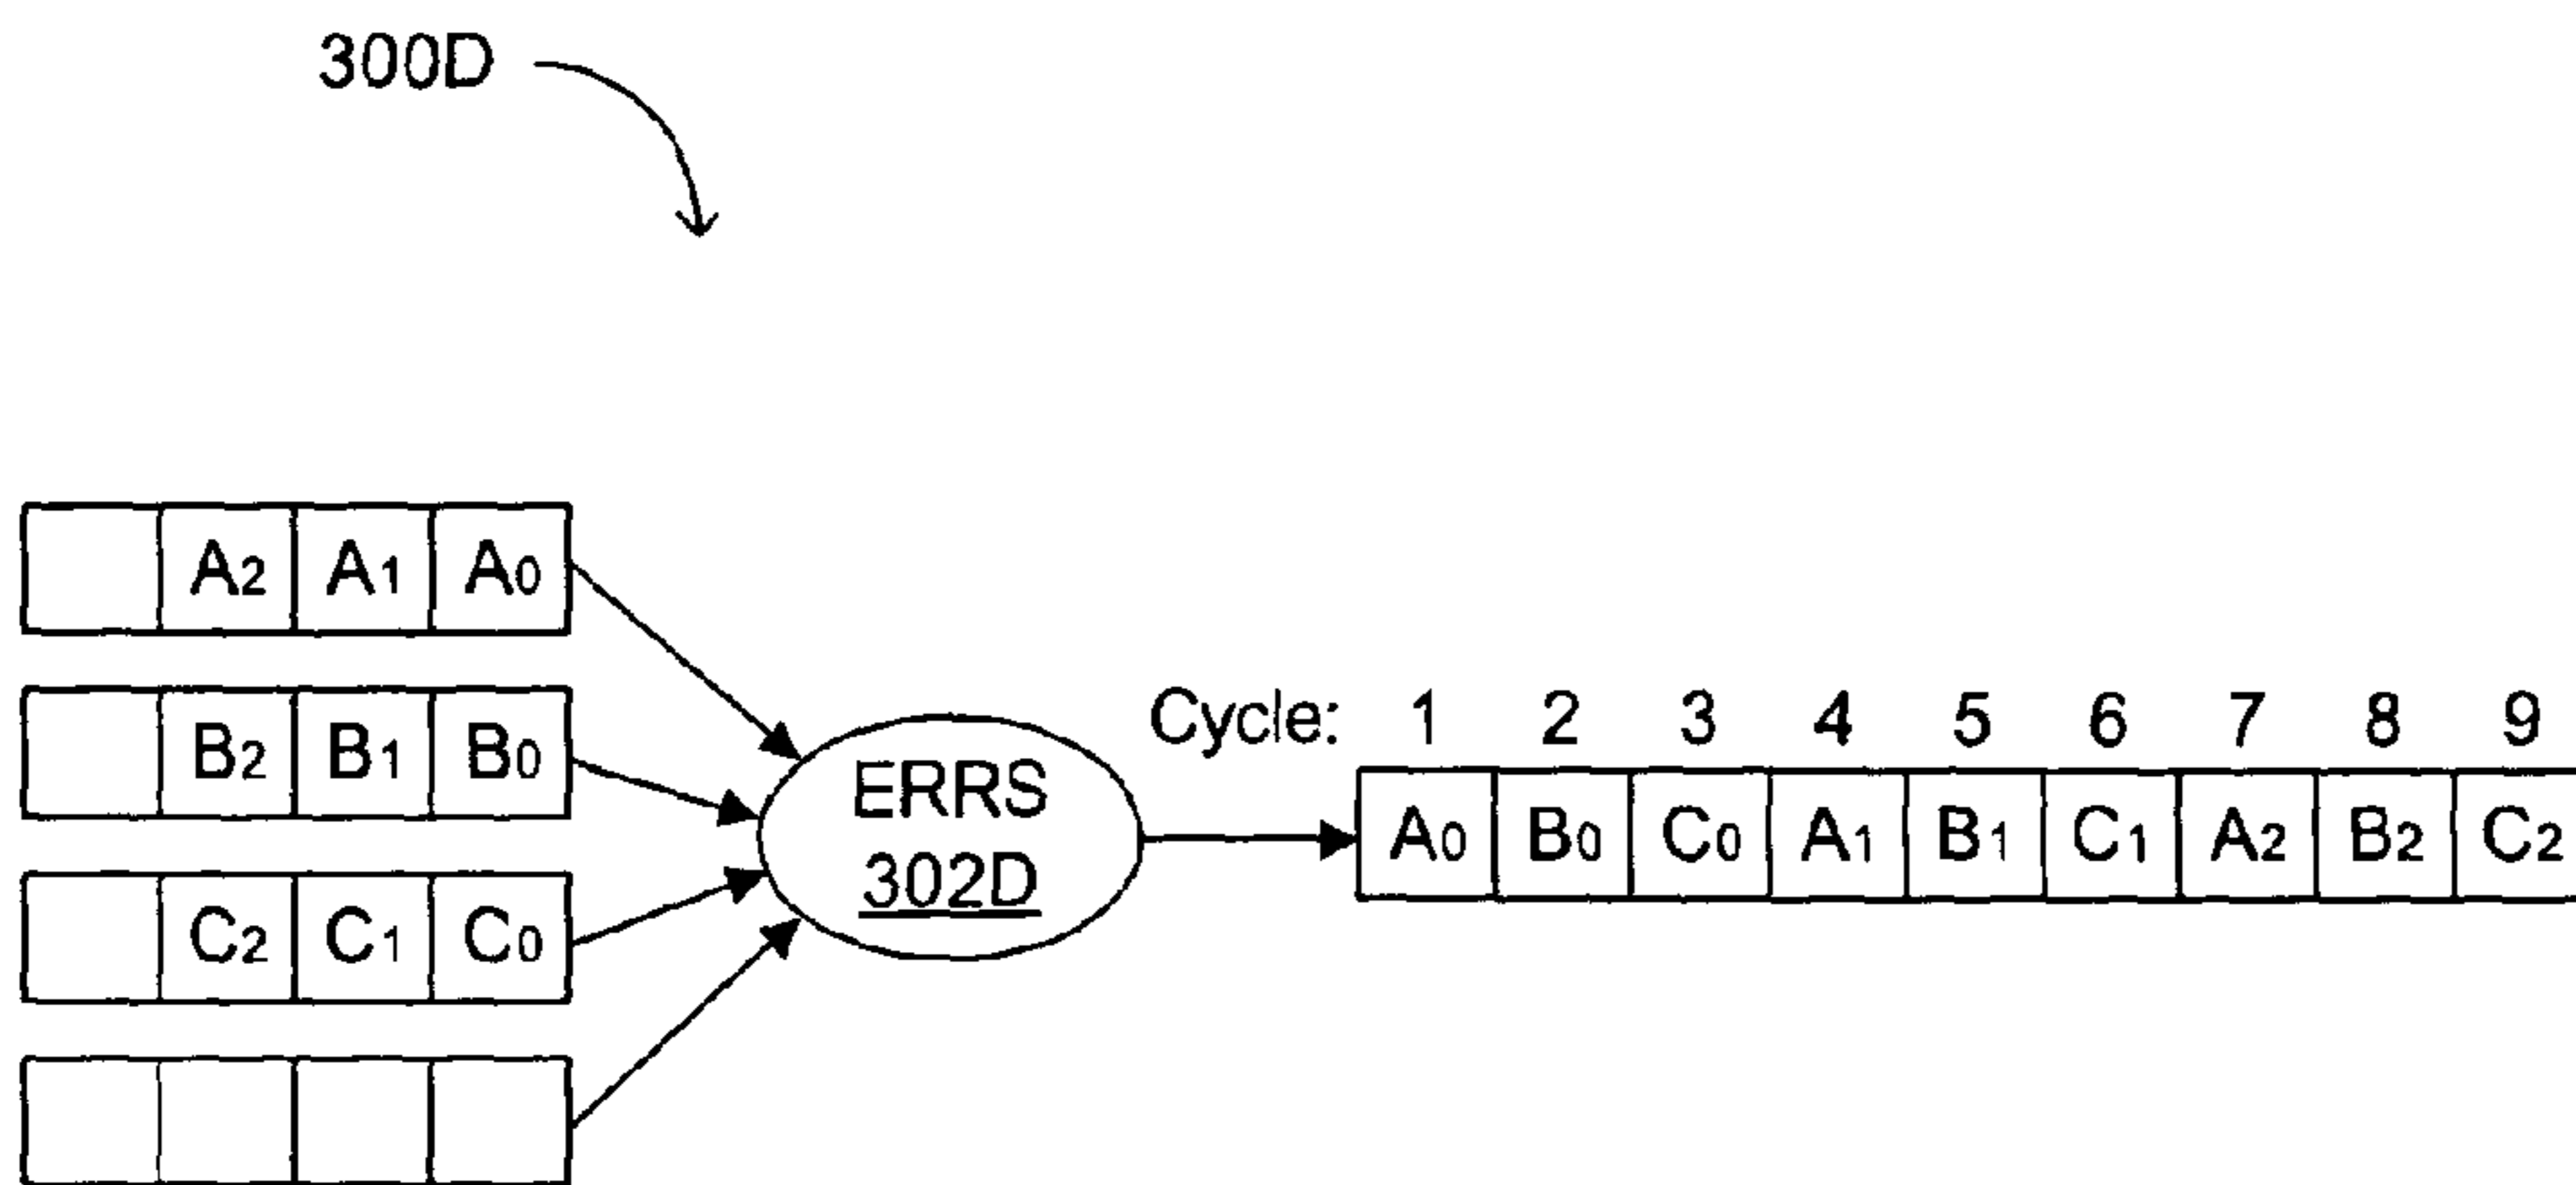 300D
A2 A1 A0
B2 B1 B0
C2 C1 C0
ERRS
302D
Cycle: 1 2 3 4 5 6 7 8 9
A0 B0 C0 A1 B1 C1 A2 B2 C2